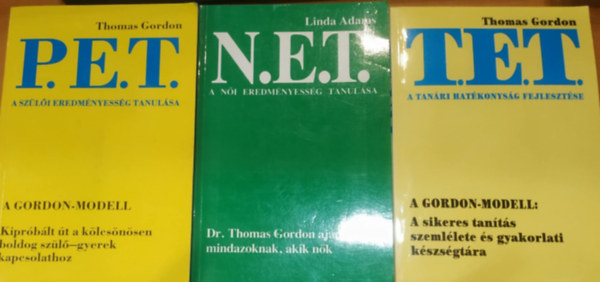 Thomas Gordon
P.E.T.
A SZÜLŐI EREDMÉNYESSÉG TANULÁSA
A GORDON-MODELL
Kipróbált út a kölcsönösen
boldog szülő–gyerek
kapcsolathoz
Linda Adams
N.E.T.
A NŐI EREDMÉNYESSÉG TANULÁSA
Dr. Thomas Gordon
mindazoknak, akik nők
Thomas Gordon
T.E.T.
A TANÁRI HATÉKONYSÁG FEJLESZTÉSE
A GORDON-MODELL:
A sikeres tanítás
szemlélete és gyakorlati
készségtára